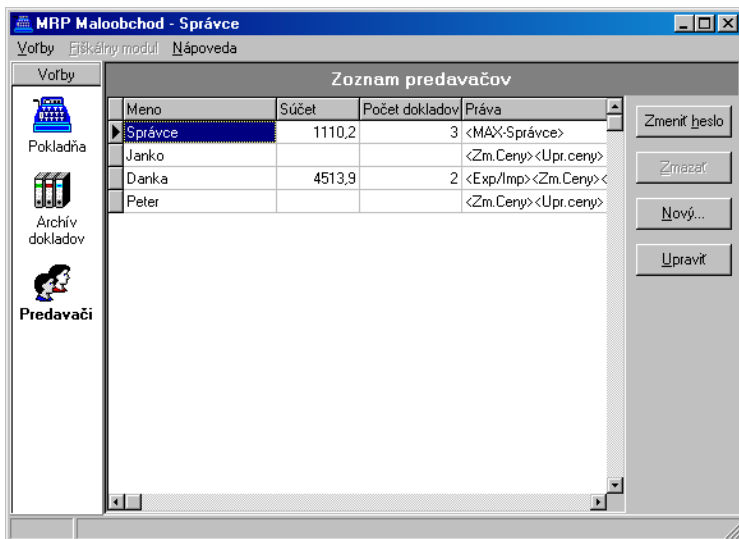 MRP Maloobchod - Správce
Voľby Fiškálny modul Nápoveda
Voľby
Pokladňa
Archív
dokladov
Predavači
Zoznam predavačov
Meno Súčet Počet dokladov Práva
Správce 1110,2 3 <MAX-Správce>
Janko <Zm.Ceny><Upr.ceny>
Danka 4513,9 2 <Exp/Imp><Zm.Ceny><
Peter <Zm.Ceny><Upr.ceny>
Zmeniť heslo
Zmazať
Nový...
Upraviť